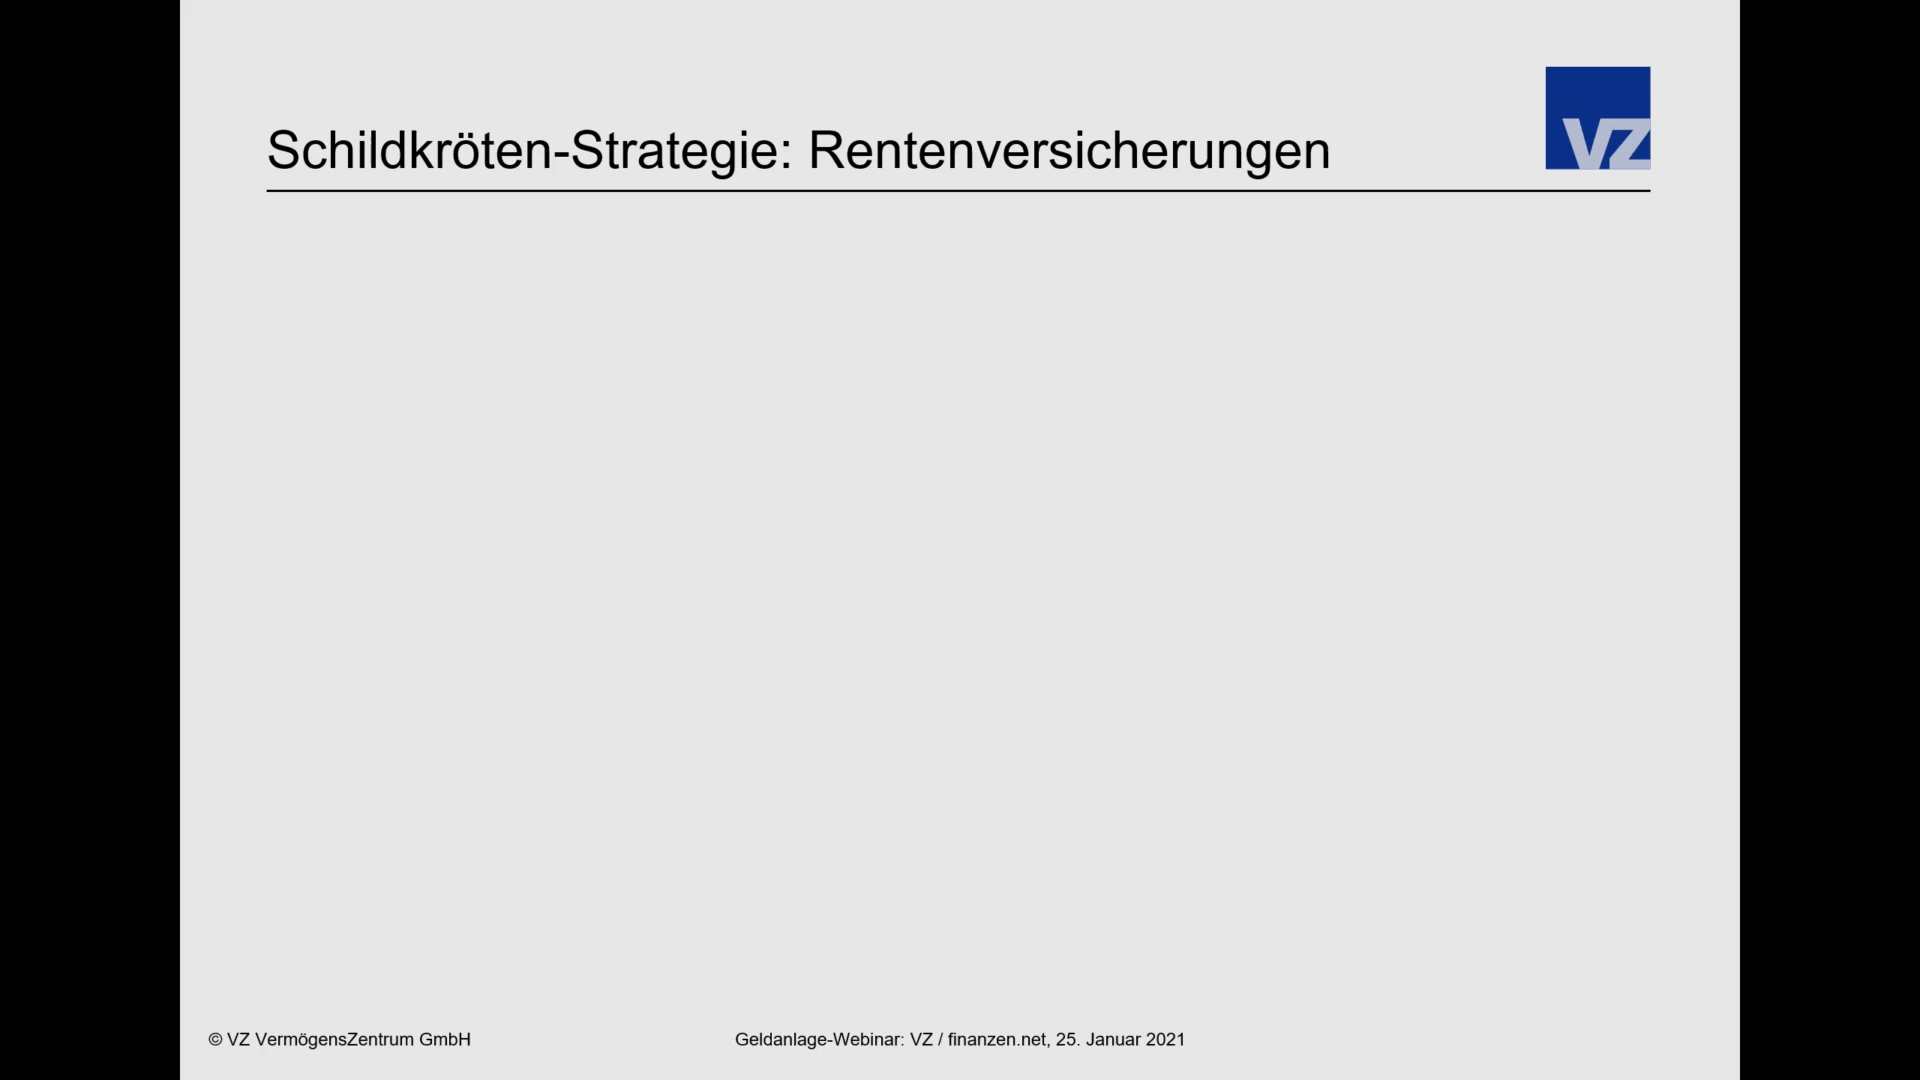 Schildkröten-Strategie: Rentenversicherungen
VZ
© VZ VermögensZentrum GmbH
Geldanlage-Webinar: VZ / finanzen.net, 25. Januar 2021